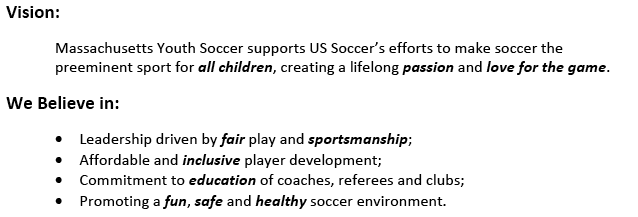 Vision:
Massachusetts Youth Soccer supports US Soccer’s efforts to make soccer the
preeminent sport for all children, creating a lifelong passion and love for the game.
We Believe in:
• Leadership driven by fair play and sportsmanship;
• Affordable and inclusive player development;
• Commitment to education of coaches, referees and clubs;
• Promoting a fun, safe and healthy soccer environment.